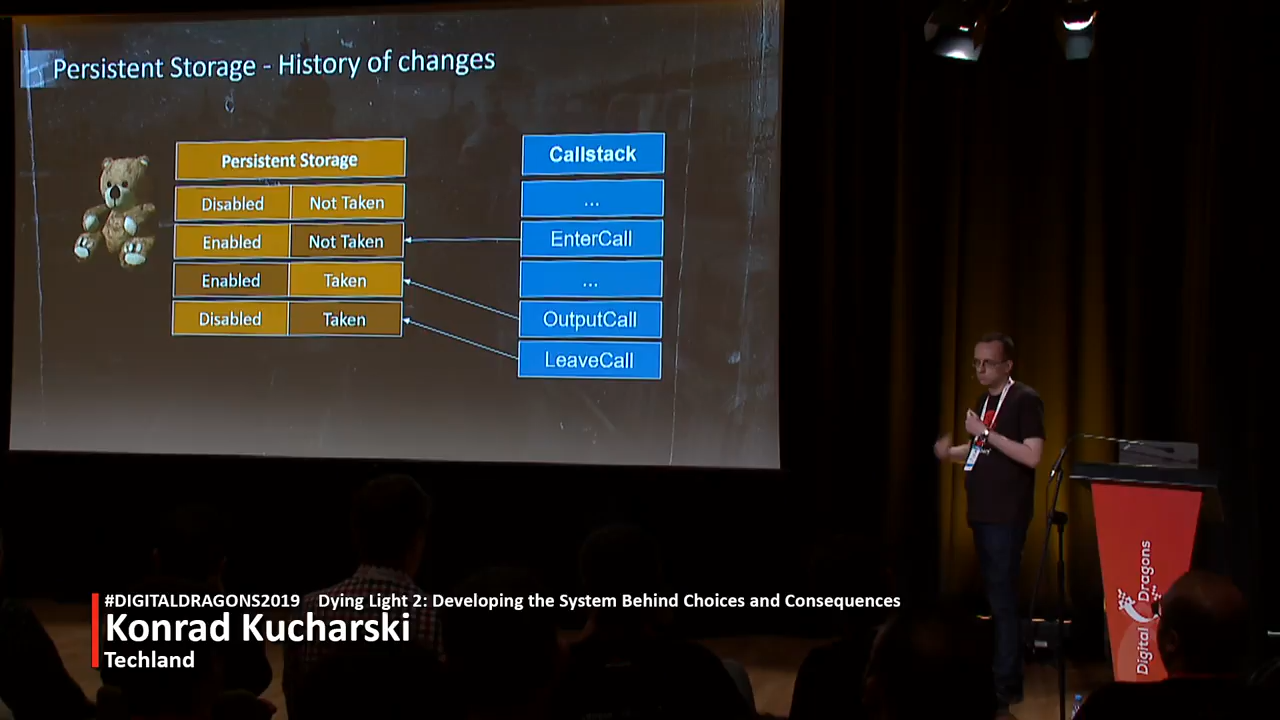 Persistent Storage - History of changes
Persistent Storage
Disabled Not Taken
Enabled Not Taken
Enabled Taken
Disabled Taken
Callstack
...
EnterCall
...
OutputCall
LeaveCall
Digital Dragons
#DIGITALDRAGONS2019 Dying Light 2: Developing the System Behind Choices and Consequences
Konrad Kucharski
Techland